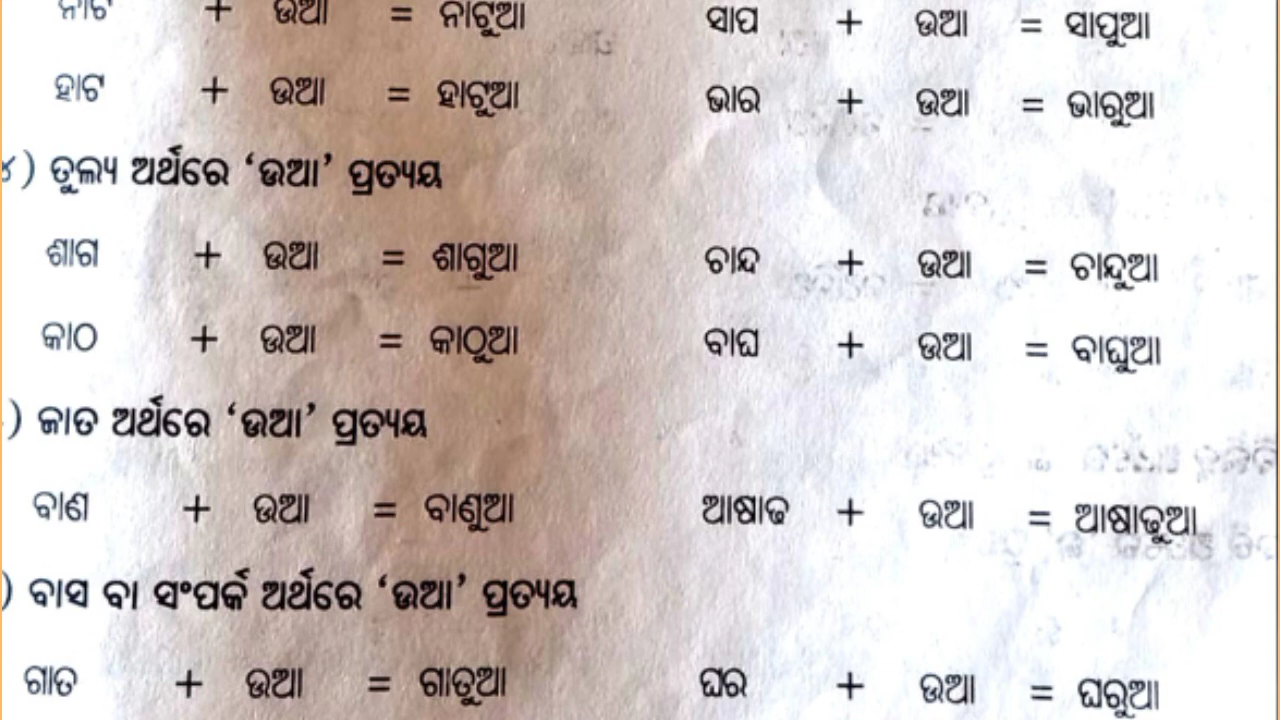 ନାଟ + ଉଆ = ନାଟୁଆ ସାପ + ଉଆ = ସାପୁଆ
ହାଟ + ଉଆ = ହାଟୁଆ ଭାର + ଉଆ = ଭାରୁଆ
୪) ତୁଲ୍ୟ ଅର୍ଥରେ ‘ଉଆ’ ପ୍ରତ୍ୟୟ
ଶାଗ + ଉଆ = ଶାଗୁଆ ଚାନ୍ଦ + ଉଆ = ଚାନ୍ଦୁଆ
କାଠ + ଉଆ = କାଠୁଆ ବାଘ + ଉଆ = ବାଘୁଆ
) ଜାତ ଅର୍ଥରେ ‘ଉଆ’ ପ୍ରତ୍ୟୟ
ବାଣ + ଉଆ = ବାଣୁଆ ଆଷାଢ + ଉଆ = ଆଷାଢୁଆ
) ବାସ ବା ସଂପର୍କ ଅର୍ଥରେ ‘ଉଆ’ ପ୍ରତ୍ୟୟ
ଗାତ + ଉଆ = ଗାତୁଆ ଘର + ଉଆ = ଘରୁଆ